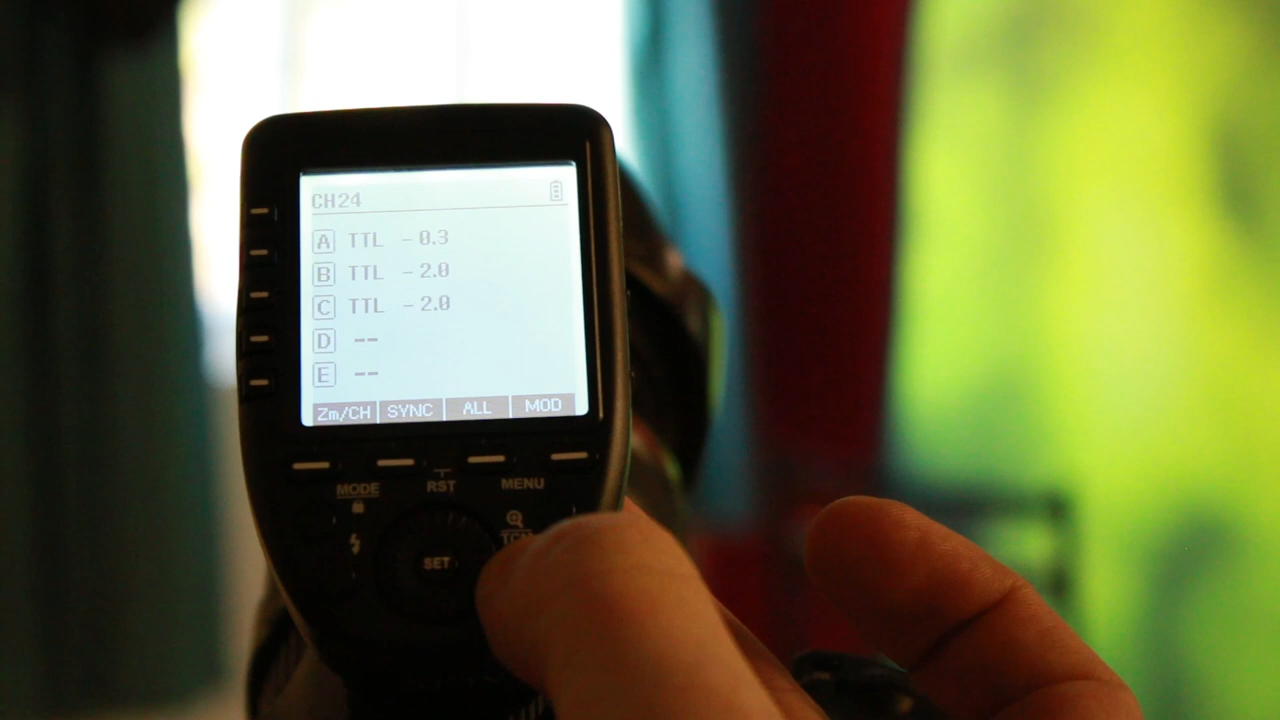 CH24
A TTL -0.3
B TTL -2.0
C TTL -2.0
D --
E --
Zm/CH SYNC ALL MOD
MODE RST MENU
TCM
SET